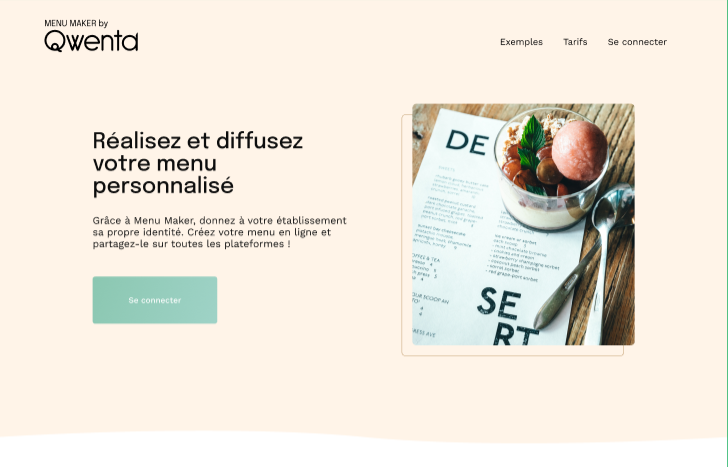 MENU MAKER by
Qwenta
Exemples
Tarifs
Se connecter
Réalisez et diffusez
votre menu
personnalisé
Grâce à Menu Maker, donnez à votre établissement
sa propre identité. Créez votre menu en ligne et
partagez-le sur toutes les plateformes !
Se connecter
DE
SE
RT